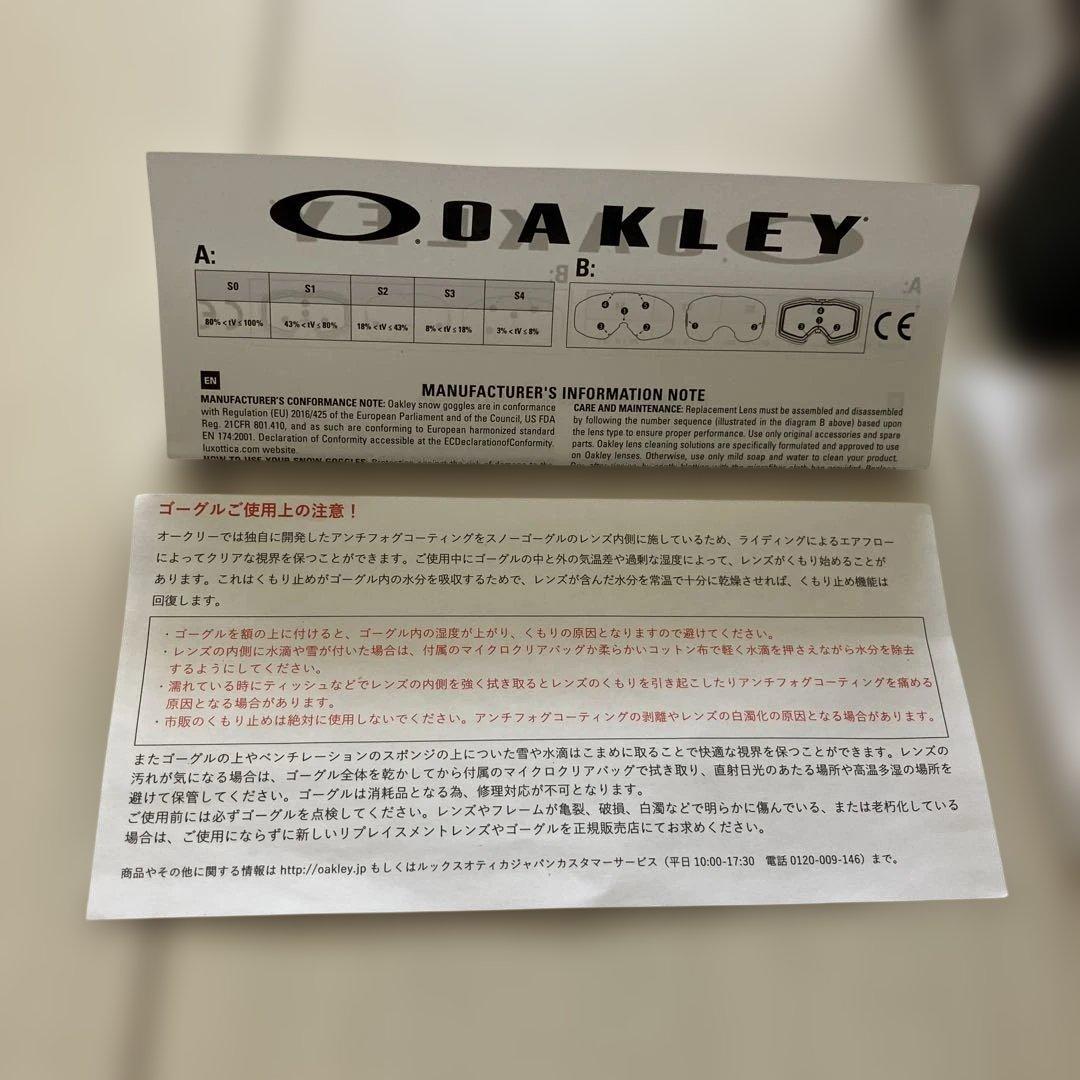 OAKLEY
A:
S0 S1 S2 S3 S4
80% < tV ≤ 100% 43% < tV ≤ 80% 18% < tV ≤ 43% 8% < tV ≤ 18% 3% < tV ≤ 8%
B:
4 5 1 3 2
1 2
4 1 3 2
CE
EN
MANUFACTURER'S INFORMATION NOTE
MANUFACTURER'S CONFORMANCE NOTE: Oakley snow goggles are in conformance
with Regulation (EU) 2016/425 of the European Parliament and of the Council, US FDA
Reg. 21CFR 801.410, and as such are conforming to European harmonized standard
EN 174:2001. Declaration of Conformity accessible at the ECDeclarationofConformity.
luxottica.com website.
HOW TO USE YOUR SNOW GOGGLES:
CARE AND MAINTENANCE: Replacement Lens must be assembled and disassembled
by following the number sequence (illustrated in the diagram B above) based upon
the lens type to ensure proper performance. Use only original accessories and spare
parts. Oakley lens cleaning solutions are specifically formulated and approved to use
on Oakley lenses. Otherwise, use only mild soap and water to clean your product.
ゴーグルご使用上の注意！
オークリーでは独自に開発したアンチフォグコーティングをスノーゴーグルのレンズ内側に施しているため、ライディングによるエアフロー
によってクリアな視界を保つことができます。ご使用中にゴーグルの中と外の気温差や過剰な湿度によって、レンズがくもり始めることが
あります。これはくもり止めがゴーグル内の水分を吸収するためで、レンズが含んだ水分を常温で十分に乾燥させれば、くもり止め機能は
回復します。
・ゴーグルを額の上に付けると、ゴーグル内の湿度が上がり、くもりの原因となりますので避けてください。
・レンズの内側に水滴や雪が付いた場合は、付属のマイクロクリアバッグか柔らかいコットン布で軽く水滴を押さえながら水分を除去
するようにしてください。
・濡れている時にティッシュなどでレンズの内側を強く拭き取るとレンズのくもりを引き起こしたりアンチフォグコーティングを痛める
原因となる場合があります。
・市販のくもり止めは絶対に使用しないでください。アンチフォグコーティングの剥離やレンズの白濁化の原因となる場合があります。
またゴーグルの上やベンチレーションのスポンジの上についた雪や水滴はこまめに取ることで快適な視界を保つことができます。レンズの
汚れが気になる場合は、ゴーグル全体を乾かしてから付属のマイクロクリアバッグで拭き取り、直射日光のあたる場所や高温多湿の場所を
避けて保管してください。ゴーグルは消耗品となる為、修理対応が不可となります。
ご使用前には必ずゴーグルを点検してください。レンズやフレームが亀裂、破損、白濁などで明らかに傷んでいる、または老朽化している
場合は、ご使用にならずに新しいリプレイスメントレンズやゴーグルを正規販売店にてお求めください。
商品やその他に関する情報は http://oakley.jp もしくはルックスオティカジャパンカスタマーサービス（平日 10:00-17:30 電話 0120-009-146）まで。